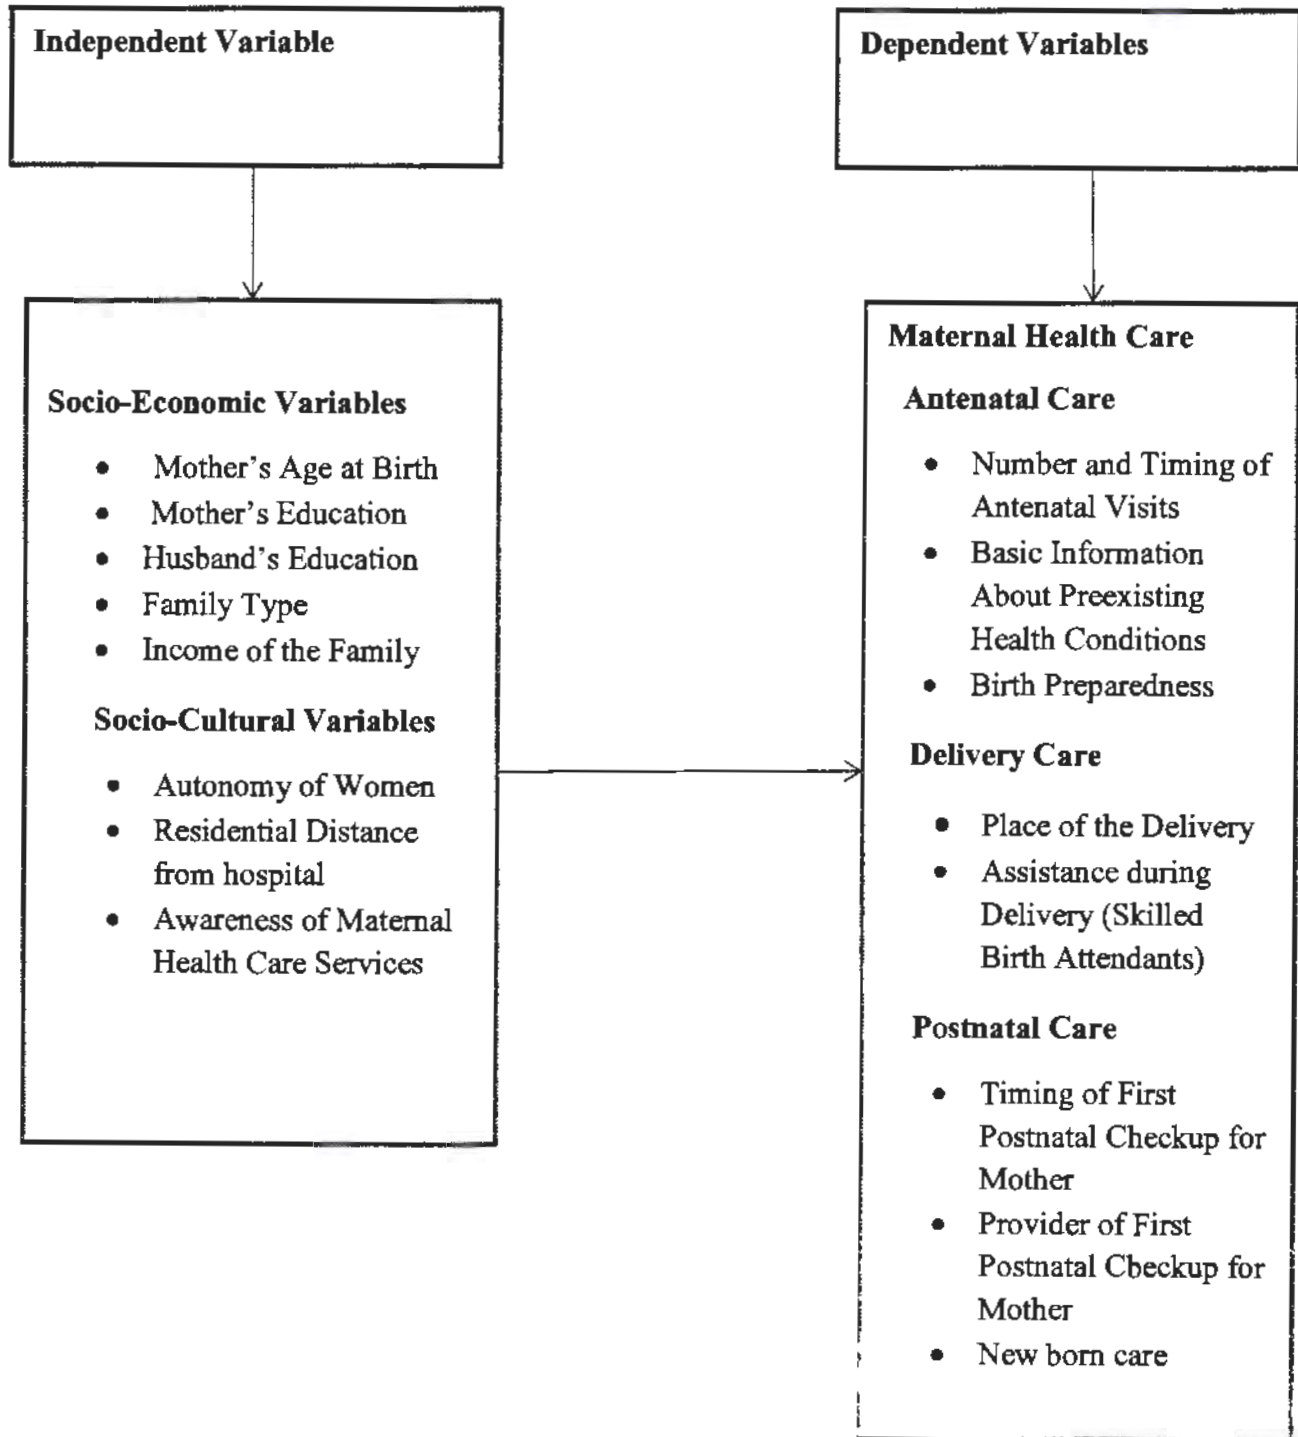 Independent Variable
Dependent Variables
Socio-Economic Variables
• Mother's Age at Birth
• Mother's Education
• Husband's Education
• Family Type
• Income of the Family
Socio-Cultural Variables
• Autonomy of Women
• Residential Distance
from hospital
• Awareness of Maternal
Health Care Services
Maternal Health Care
Antenatal Care
• Number and Timing of
Antenatal Visits
• Basic Information
About Preexisting
Health Conditions
• Birth Preparedness
Delivery Care
• Place of the Delivery
• Assistance during
Delivery (Skilled
Birth Attendants)
Postnatal Care
• Timing of First
Postnatal Checkup for
Mother
• Provider of First
Postnatal Checkup for
Mother
• New born care